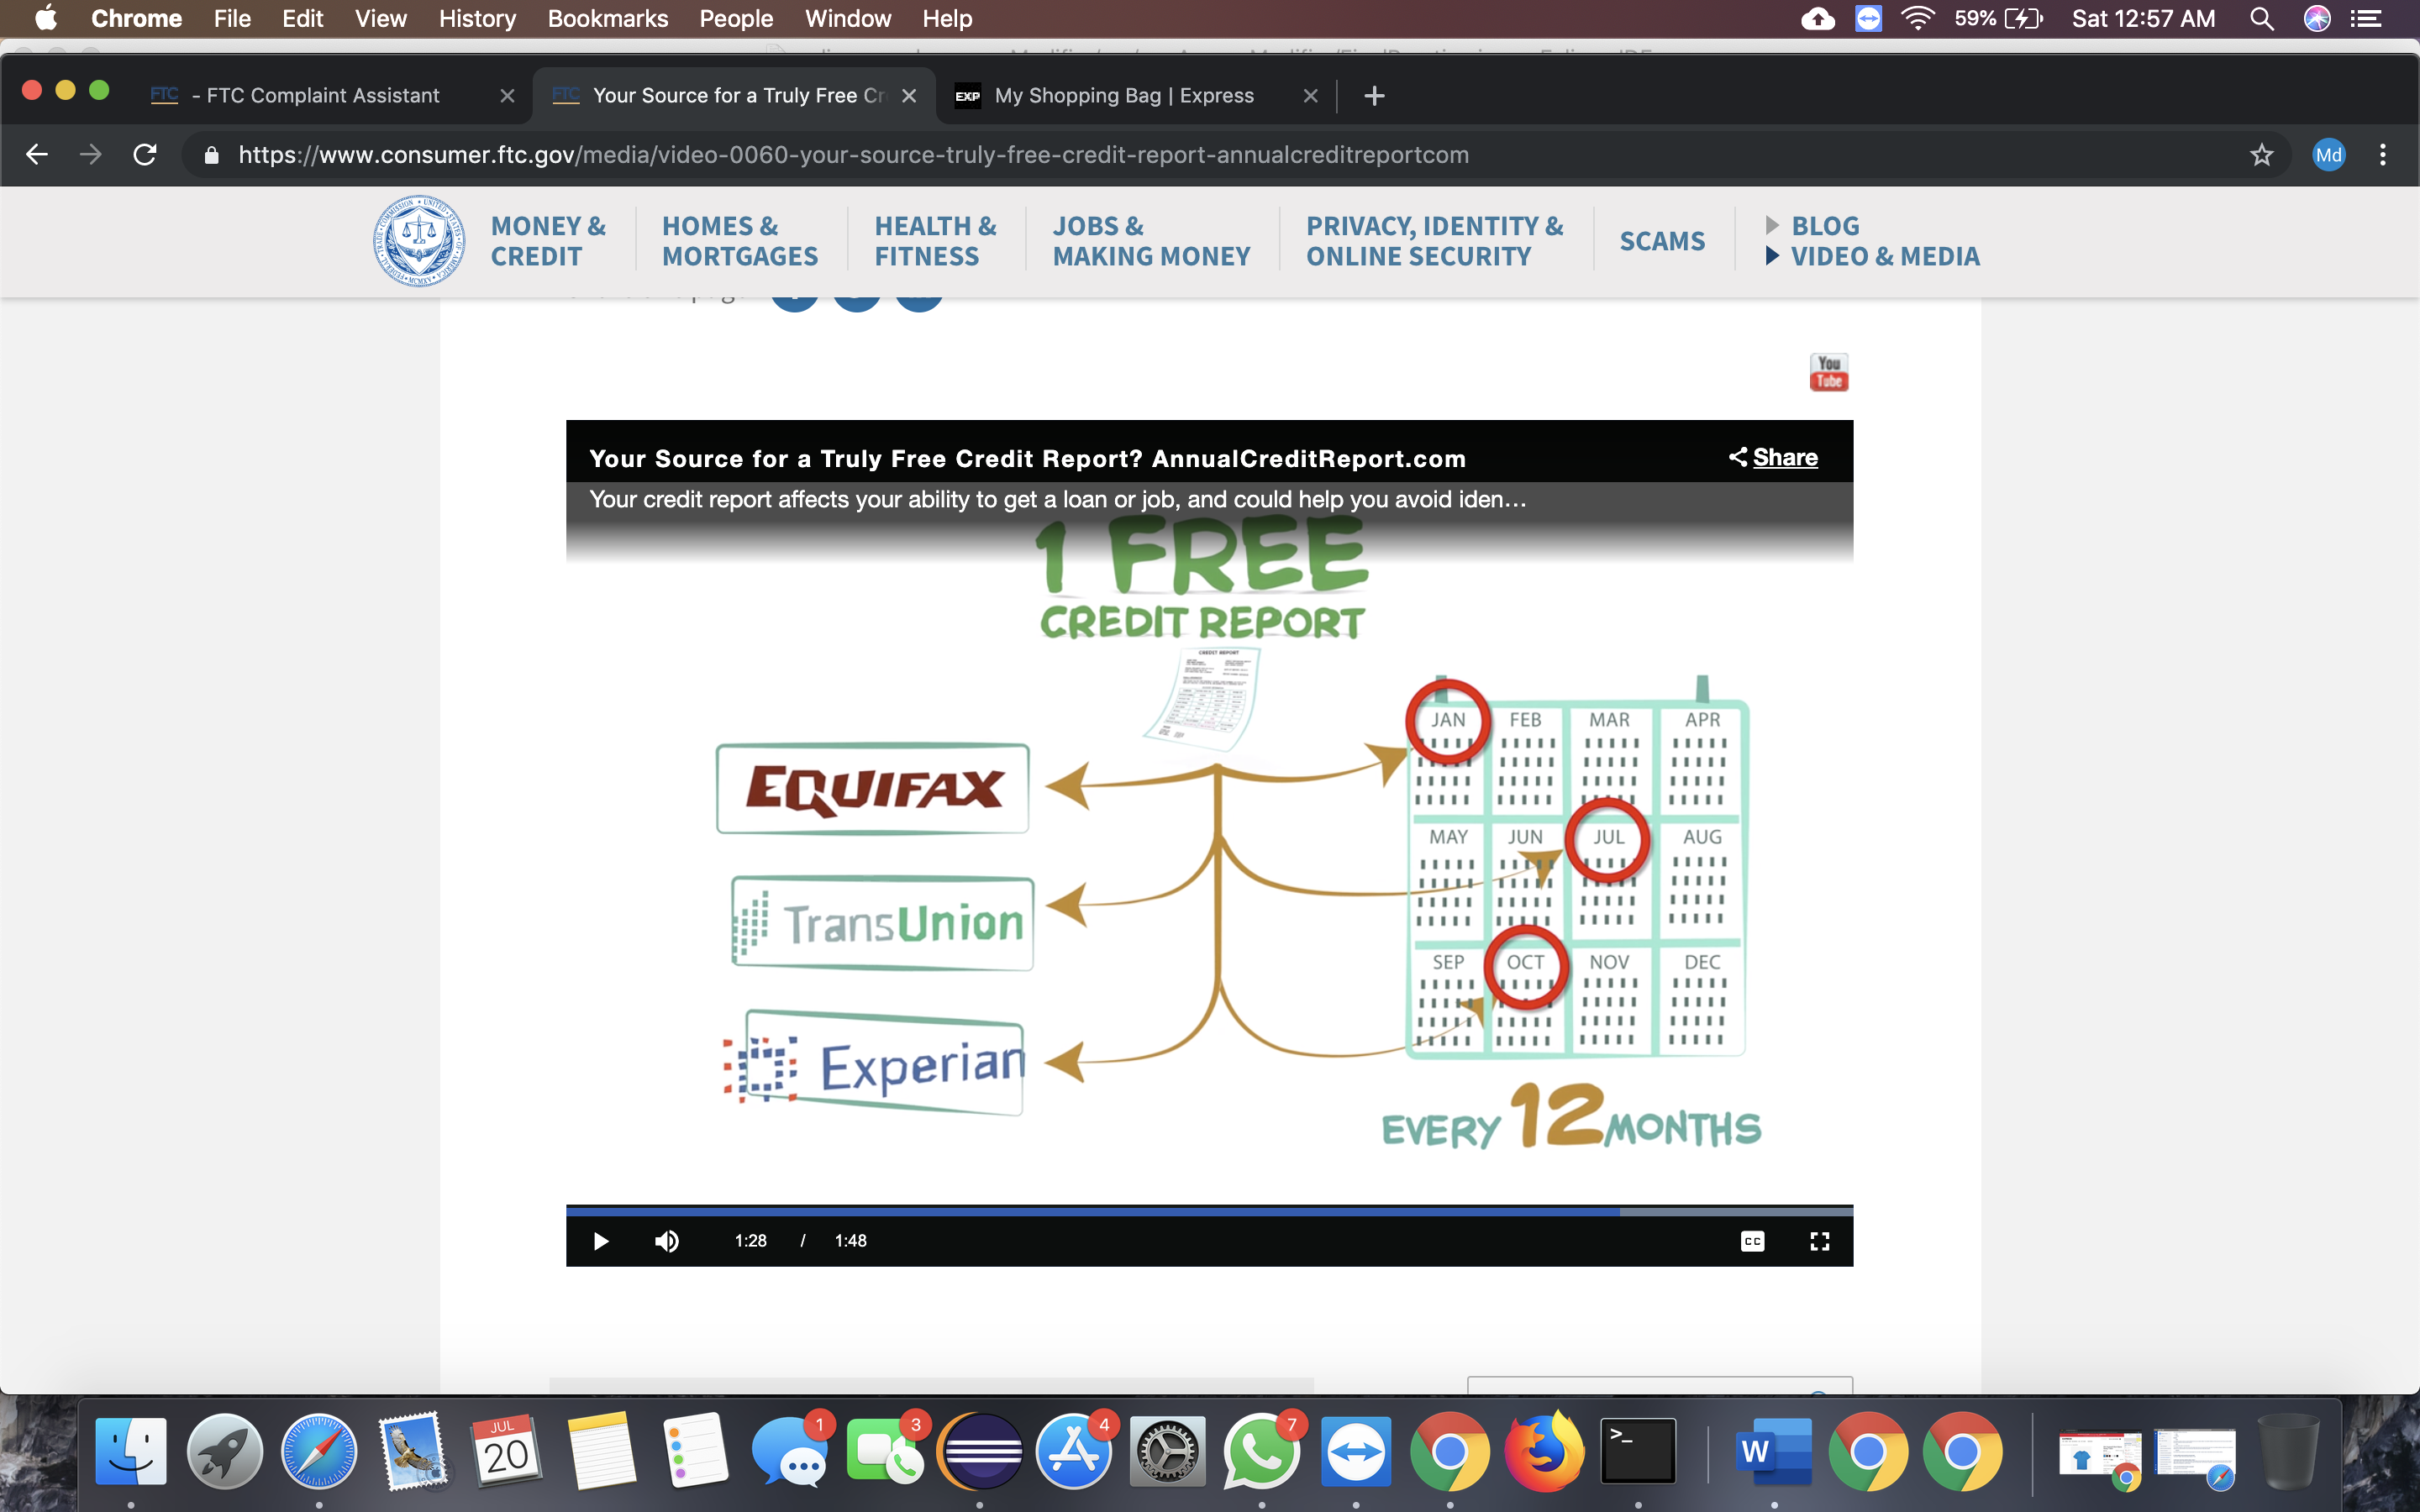 Chrome File Edit View History Bookmarks People Window Help 59% Sat 12:57 AM
FTC - FTC Complaint Assistant FTC Your Source for a Truly Free Cr EXP My Shopping Bag | Express
https://www.consumer.ftc.gov/media/video-0060-your-source-truly-free-credit-report-annualcreditreportcom Md
MONEY & CREDIT
HOMES & MORTGAGES
HEALTH & FITNESS
JOBS & MAKING MONEY
PRIVACY, IDENTITY & ONLINE SECURITY
SCAMS
BLOG
VIDEO & MEDIA
You Tube
Your Source for a Truly Free Credit Report? AnnualCreditReport.com Share
Your credit report affects your ability to get a loan or job, and could help you avoid iden...
1 FREE
CREDIT REPORT
CREDIT REPORT
EQUIFAX
TransUnion
Experian
JAN FEB MAR APR
MAY JUN JUL AUG
SEP OCT NOV DEC
EVERY 12 MONTHS
1:28 / 1:48 CC
JUL
20
1
3
4
7
>_
W